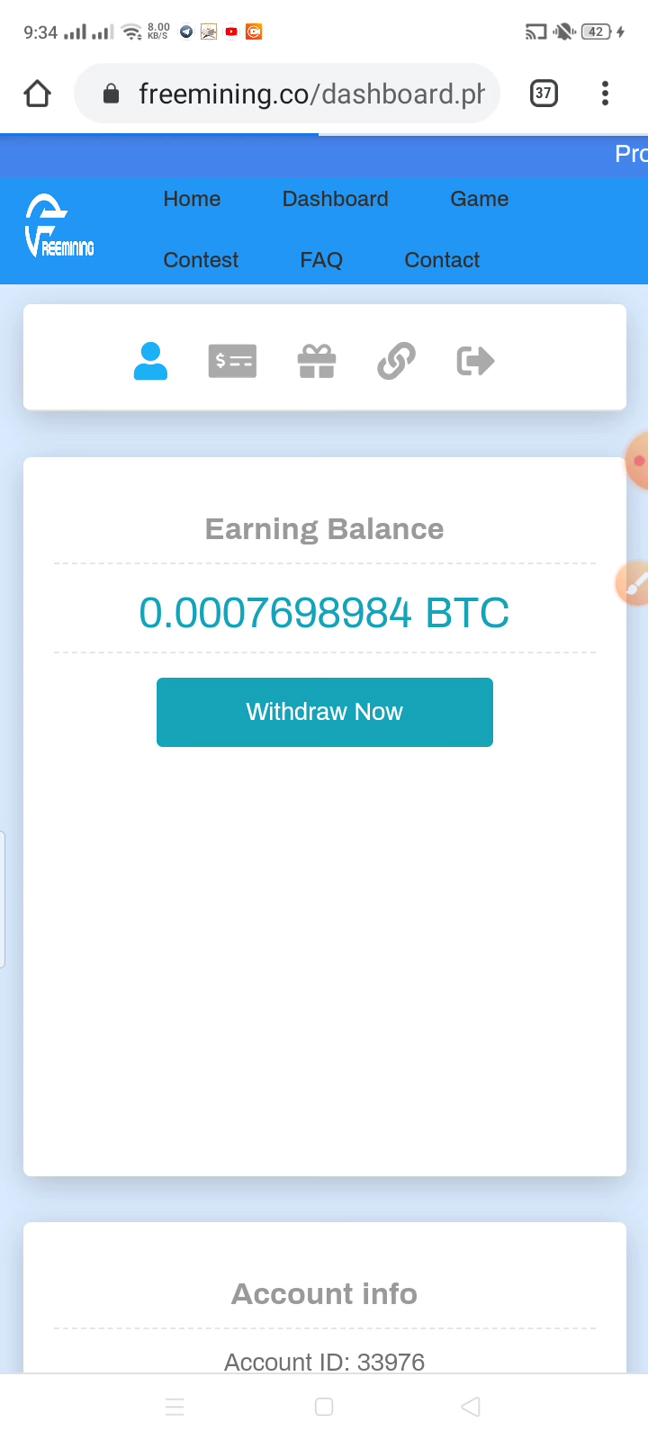 9:34 8.00 KB/S 42
freemining.co/dashboard.ph 37
Pro
Home Dashboard Game
FREEMINING
Contest FAQ Contact
Earning Balance
0.0007698984 BTC
Withdraw Now
Account info
Account ID: 33976